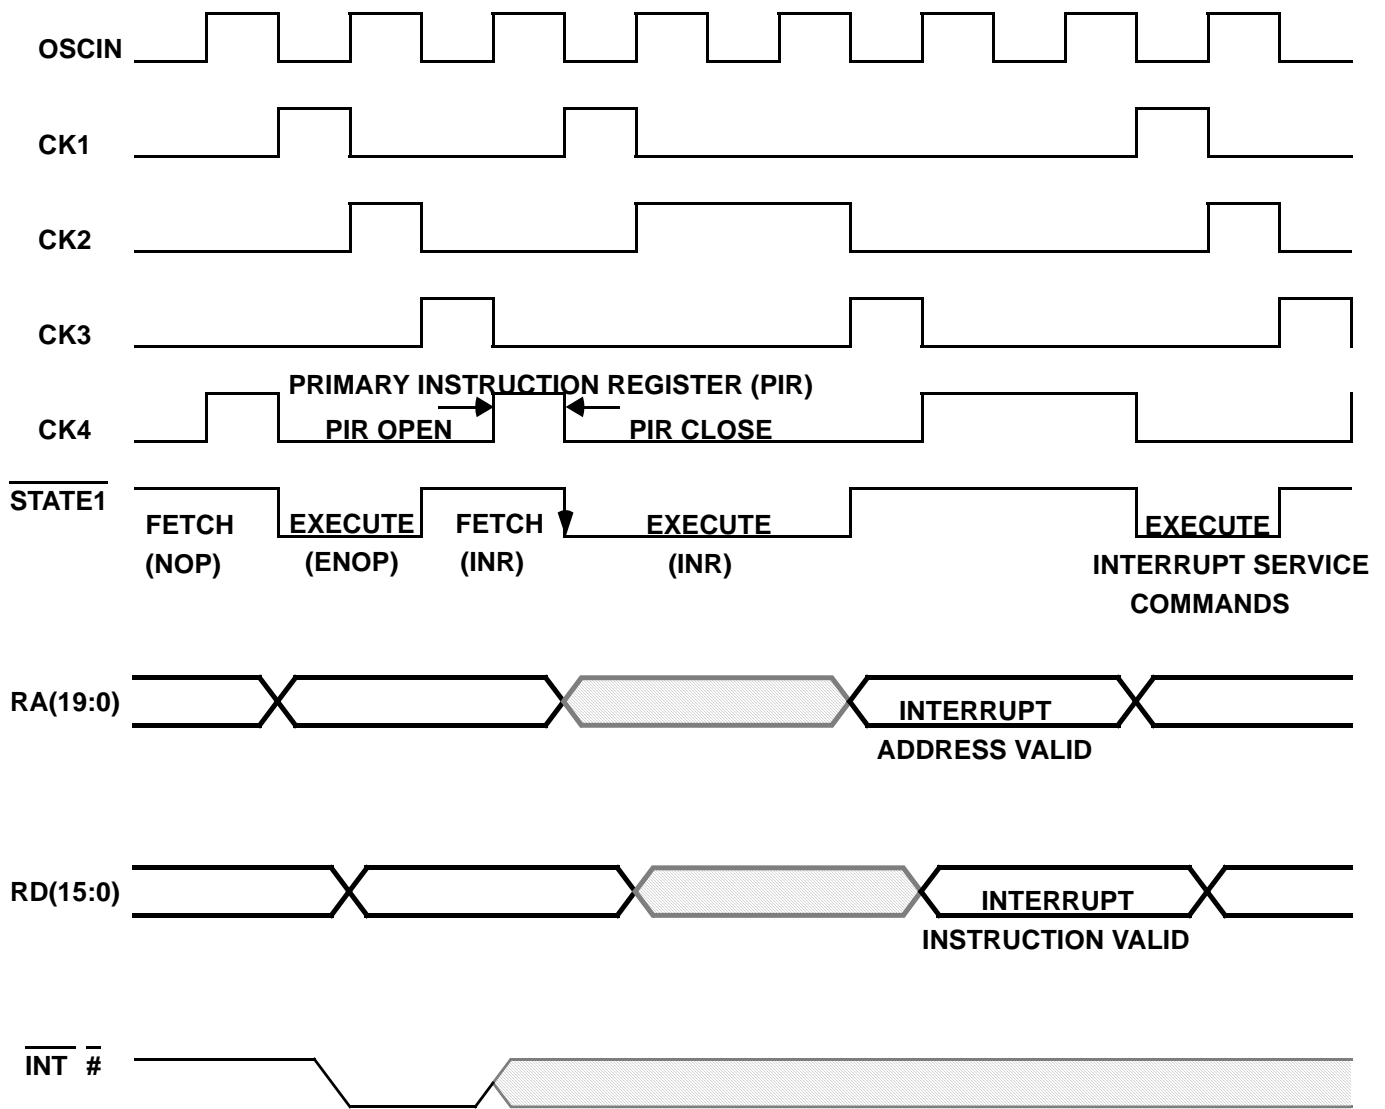 OSCIN
CK1
CK2
CK3
PRIMARY INSTRUCTION REGISTER (PIR)
CK4
PIR OPEN
PIR CLOSE
STATE1
FETCH
(NOP)
EXECUTE
(ENOP)
FETCH
(INR)
EXECUTE
(INR)
EXECUTE
INTERRUPT SERVICE
COMMANDS
RA(19:0)
INTERRUPT
ADDRESS VALID
RD(15:0)
INTERRUPT
INSTRUCTION VALID
INT #